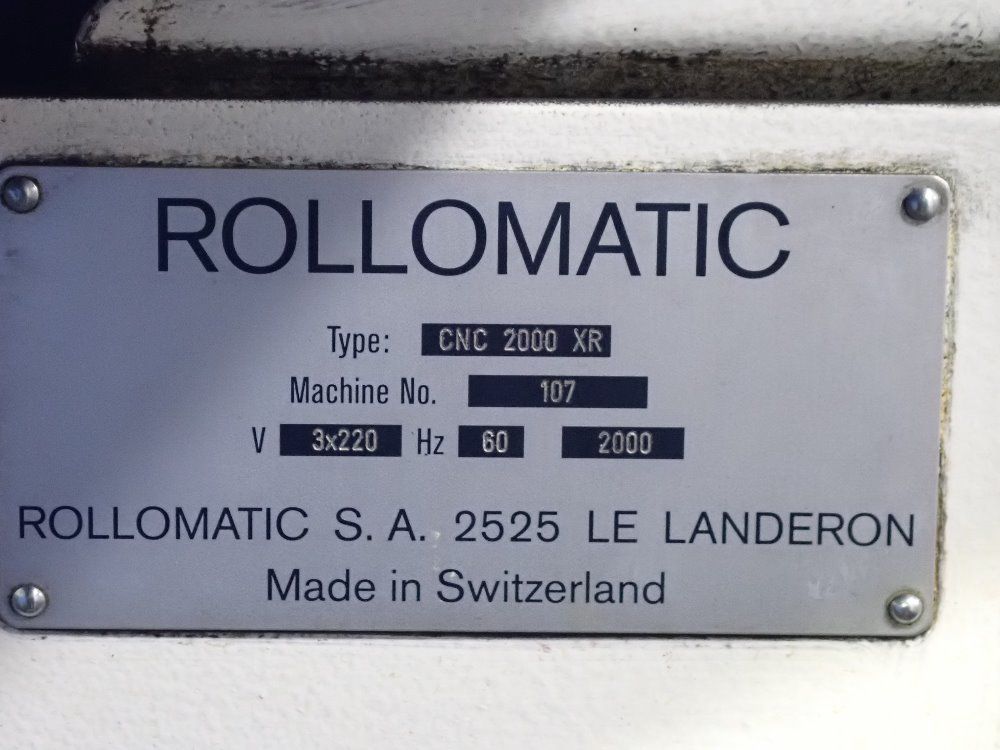 ROLLOMATIC
Type: CNC 2000 XR
Machine No. 107
V 3x220 Hz 60 2000
ROLLOMATIC S.A. 2525 LE LANDERON
Made in Switzerland